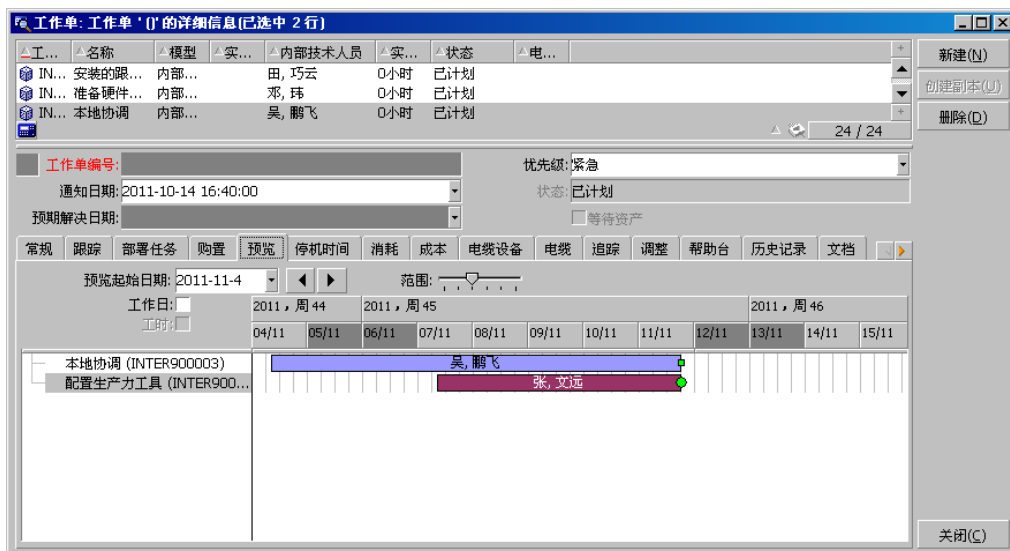 工作单: 工作单 ' ()' 的详细信息(已选中 2 行)
工... 名称 模型 实... 内部技术人员 实... 状态 电...
IN... 安装的跟... 内部... 田, 巧云 0小时 已计划
IN... 准备硬件... 内部... 邓, 玮 0小时 已计划
IN... 本地协调 内部... 吴, 鹏飞 0小时 已计划
24 / 24
新建(N)
创建副本(U)
删除(D)
工作单编号: 优先级: 紧急
通知日期: 2011-10-14 16:40:00 状态: 已计划
预期解决日期: 等待资产
常规 跟踪 部署任务 购置 预览 停机时间 消耗 成本 电缆设备 电缆 追踪 调整 帮助台 历史记录 文档
预览起始日期: 2011-11-4 范围:
工作日: 2011，周 44 2011，周 45 2011，周 46
工时:
04/11 05/11 06/11 07/11 08/11 09/11 10/11 11/11 12/11 13/11 14/11 15/11
本地协调 (INTER900003) 吴, 鹏飞
配置生产力工具 (INTER900... 张, 文远
关闭(C)